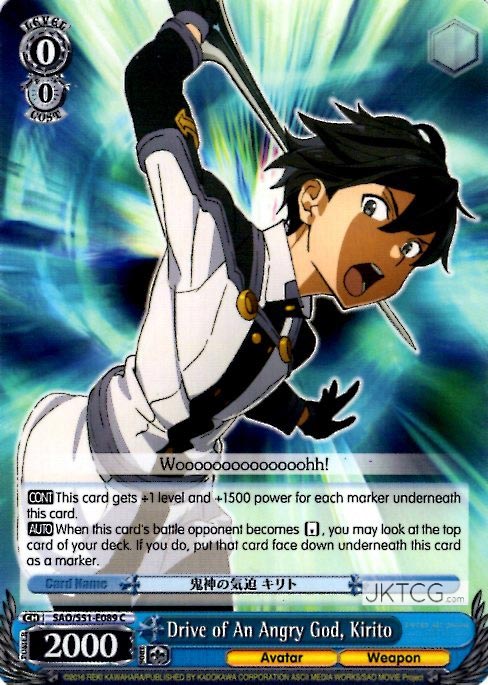 LEVEL
0
0
COST
Woooooooooooooohh!
CONT This card gets +1 level and +1500 power for each marker underneath
this card.
AUTO When this card's battle opponent becomes , you may look at the top
card of your deck. If you do, put that card face down underneath this card
as a marker.
Card Name
鬼神の気迫 キリト
JKTCG.com
CH
SAO/S51-E089 C
POWER
2000
Drive of An Angry God, Kirito
Avatar
Weapon
©2016 REKI KAWAHARA/PUBLISHED BY KADOKAWA CORPORATION ASCII MEDIA WORKS/SAO MOVIE Project